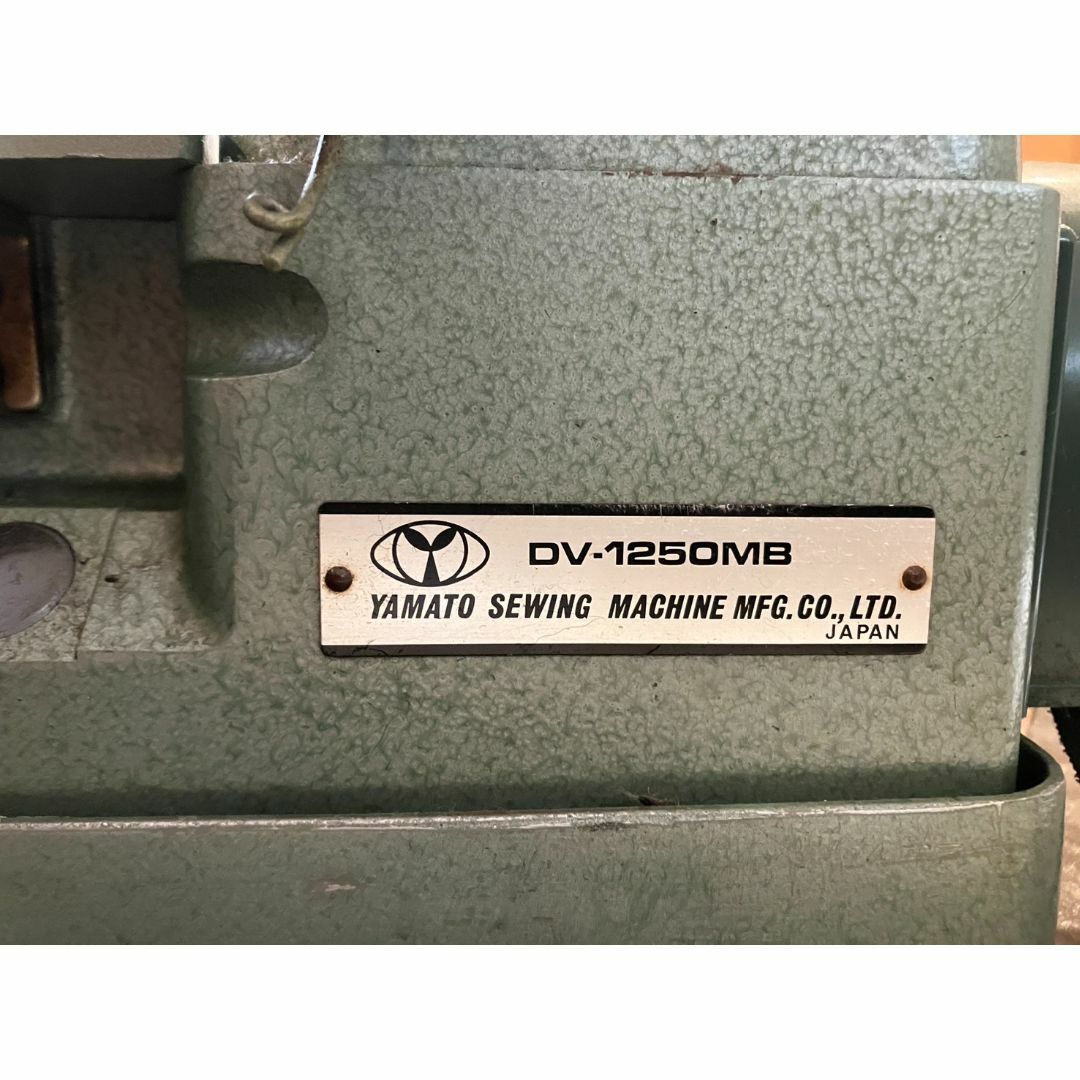 DV-1250MB
YAMATO SEWING MACHINE MFG. CO., LTD.
JAPAN